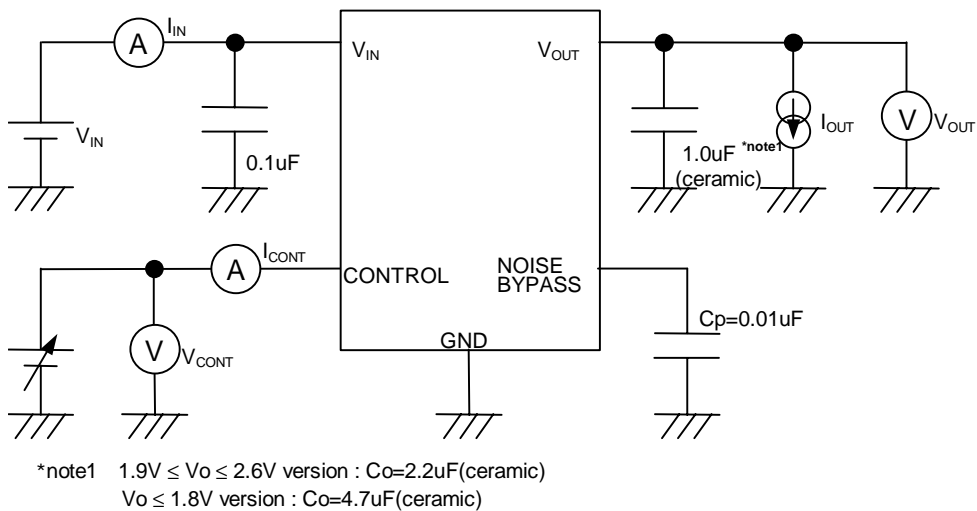 A
I_IN
V_IN
V_OUT
V_IN
0.1uF
1.0uF *note1
(ceramic)
I_OUT
V
V_OUT
A
I_CONT
CONTROL
NOISE
BYPASS
V
V_CONT
GND
Cp=0.01uF
*note1 1.9V ≤ Vo ≤ 2.6V version : Co=2.2uF(ceramic)
Vo ≤ 1.8V version : Co=4.7uF(ceramic)